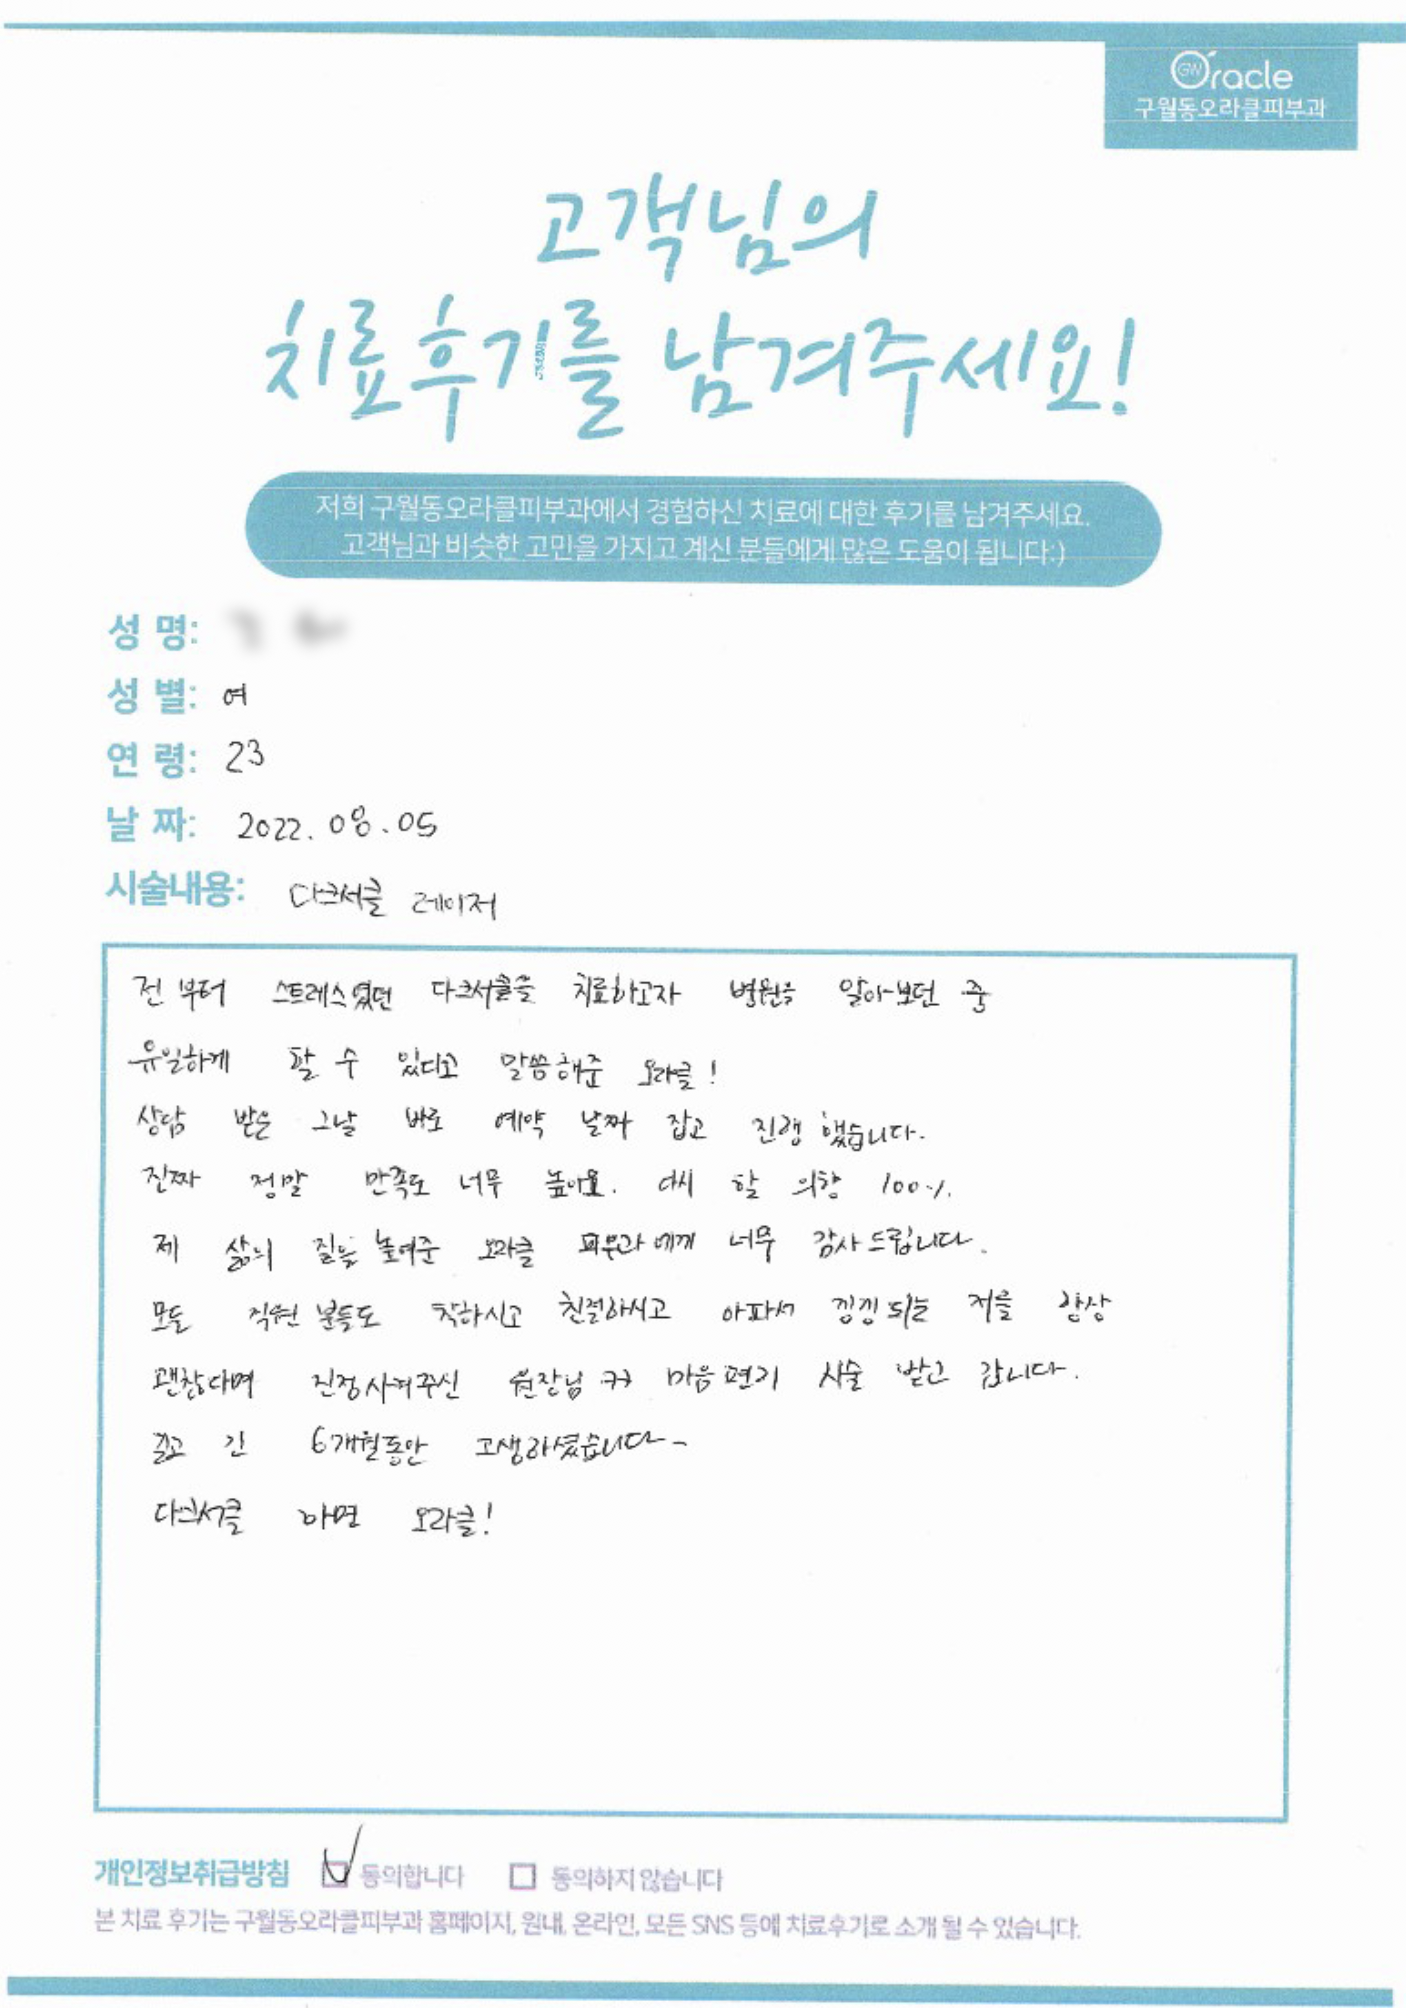 GW Oracle
구월동오라클피부과
고객님의
치료후기를 남겨주세요!
저희 구월동오라클피부과에서 경험하신 치료에 대한 후기를 남겨주세요.
고객님과 비슷한 고민을 가지고 계신 분들에게 많은 도움이 됩니다:)
성 명:
성 별: 여
연 령: 23
날 짜: 2022. 08. 05
시술내용: 다크서클 레이저
전 부터 스트레스였던 다크서클을 치료하고자 병원을 알아보던 중
유일하게 할 수 있다고 말씀해준 오라클!
상담 받은 그날 바로 예약 날짜 잡고 진행 했습니다.
진짜 정말 만족도 너무 높아요. 다시 할 의향 100%.
제 삶의 질을 높여준 오라클 피부과에게 너무 감사드립니다.
모든 직원 분들도 착하시고 친절하시고 아파서 낑낑 되는 저를 항상
괜찮다며 진정시켜주신 원장님 ㅋㅋ 마음 편히 시술 받고 갑니다.
길고 긴 6개월동안 고생하셨습니다~
다크서클 하면 오라클!
개인정보취급방침 동의합니다 동의하지 않습니다
본 치료 후기는 구월동오라클피부과 홈페이지, 원내, 온라인, 모든 SNS 등에 치료후기로 소개 될 수 있습니다.